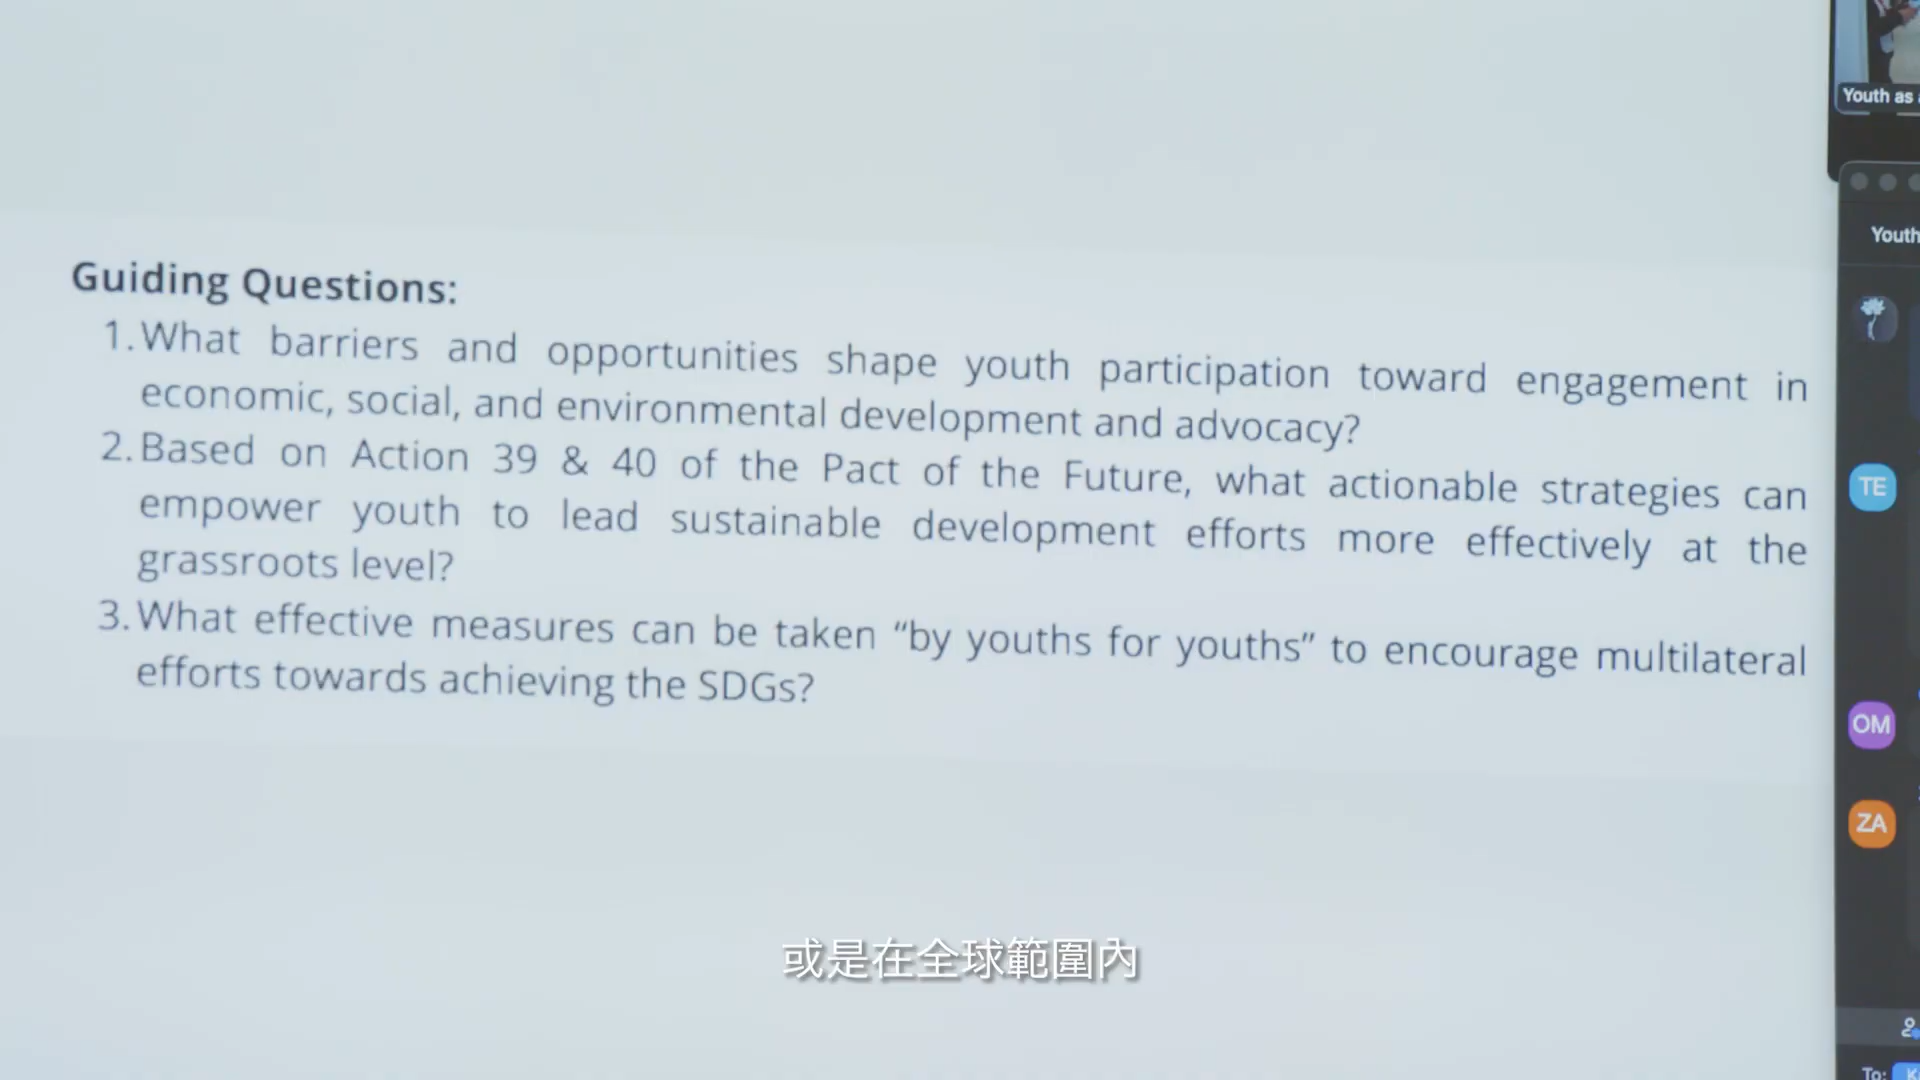 Guiding Questions:
1. What barriers and opportunities shape youth participation toward engagement in
economic, social, and environmental development and advocacy?
2. Based on Action 39 & 40 of the Pact of the Future, what actionable strategies can
empower youth to lead sustainable development efforts more effectively at the
grassroots level?
3. What effective measures can be taken “by youths for youths” to encourage multilateral
efforts towards achieving the SDGs?
或是在全球範圍內
Youth as
Youth
TE
OM
ZA
To: